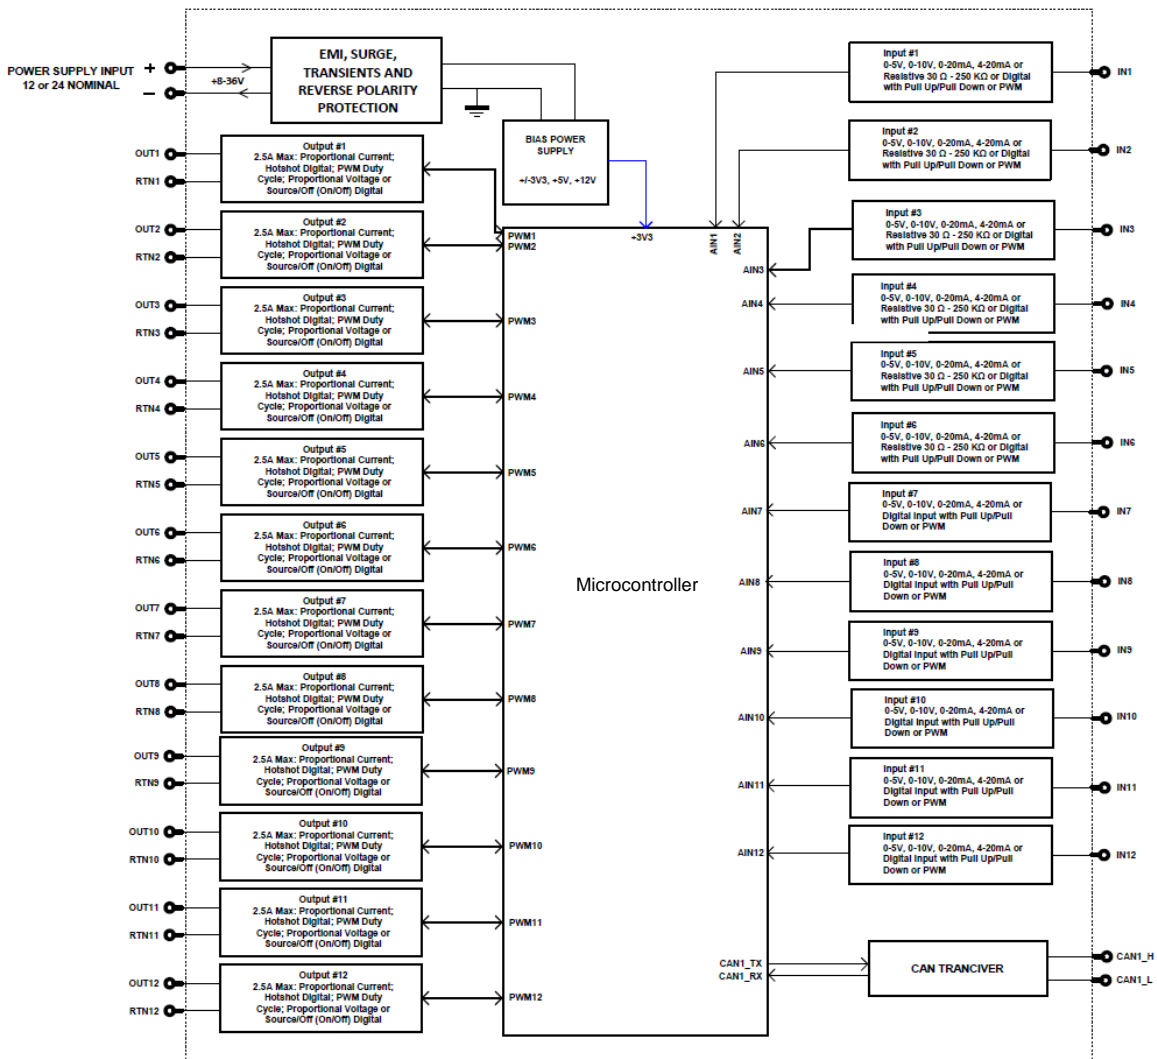 POWER SUPPLY INPUT
12 or 24 NOMINAL
+
−
+8-36V
EMI, SURGE,
TRANSIENTS AND
REVERSE POLARITY
PROTECTION
BIAS POWER
SUPPLY
+/-3V3, +5V, +12V
OUT1
RTN1
Output #1
2.5A Max: Proportional Current;
Hotshot Digital; PWM Duty
Cycle; Proportional Voltage or
Source/Off (On/Off) Digital
OUT2
RTN2
Output #2
2.5A Max: Proportional Current;
Hotshot Digital; PWM Duty
Cycle; Proportional Voltage or
Source/Off (On/Off) Digital
OUT3
RTN3
Output #3
2.5A Max: Proportional Current;
Hotshot Digital; PWM Duty
Cycle; Proportional Voltage or
Source/Off (On/Off) Digital
OUT4
RTN4
Output #4
2.5A Max: Proportional Current;
Hotshot Digital; PWM Duty
Cycle; Proportional Voltage or
Source/Off (On/Off) Digital
OUT5
RTN5
Output #5
2.5A Max: Proportional Current;
Hotshot Digital; PWM Duty
Cycle; Proportional Voltage or
Source/Off (On/Off) Digital
OUT6
RTN6
Output #6
2.5A Max: Proportional Current;
Hotshot Digital; PWM Duty
Cycle; Proportional Voltage or
Source/Off (On/Off) Digital
OUT7
RTN7
Output #7
2.5A Max: Proportional Current;
Hotshot Digital; PWM Duty
Cycle; Proportional Voltage or
Source/Off (On/Off) Digital
OUT8
RTN8
Output #8
2.5A Max: Proportional Current;
Hotshot Digital; PWM Duty
Cycle; Proportional Voltage or
Source/Off (On/Off) Digital
OUT9
RTN9
Output #9
2.5A Max: Proportional Current;
Hotshot Digital; PWM Duty
Cycle; Proportional Voltage or
Source/Off (On/Off) Digital
OUT10
RTN10
Output #10
2.5A Max: Proportional Current;
Hotshot Digital; PWM Duty
Cycle; Proportional Voltage or
Source/Off (On/Off) Digital
OUT11
RTN11
Output #11
2.5A Max: Proportional Current;
Hotshot Digital; PWM Duty
Cycle; Proportional Voltage or
Source/Off (On/Off) Digital
OUT12
RTN12
Output #12
2.5A Max: Proportional Current;
Hotshot Digital; PWM Duty
Cycle; Proportional Voltage or
Source/Off (On/Off) Digital
PWM1
PWM2
PWM3
PWM4
PWM5
PWM6
PWM7
PWM8
PWM9
PWM10
PWM11
PWM12
+3V3
Microcontroller
AIN1
AIN2
AIN3
AIN4
AIN5
AIN6
AIN7
AIN8
AIN9
AIN10
AIN11
AIN12
CAN1_TX
CAN1_RX
Input #1
0-5V, 0-10V, 0-20mA, 4-20mA or
Resistive 30 Ω - 250 KΩ or Digital
with Pull Up/Pull Down or PWM
IN1
Input #2
0-5V, 0-10V, 0-20mA, 4-20mA or
Resistive 30 Ω - 250 KΩ or Digital
with Pull Up/Pull Down or PWM
IN2
Input #3
0-5V, 0-10V, 0-20mA, 4-20mA or
Resistive 30 Ω - 250 KΩ or Digital
with Pull Up/Pull Down or PWM
IN3
Input #4
0-5V, 0-10V, 0-20mA, 4-20mA or
Resistive 30 Ω - 250 KΩ or Digital
with Pull Up/Pull Down or PWM
IN4
Input #5
0-5V, 0-10V, 0-20mA, 4-20mA or
Resistive 30 Ω - 250 KΩ or Digital
with Pull Up/Pull Down or PWM
IN5
Input #6
0-5V, 0-10V, 0-20mA, 4-20mA or
Resistive 30 Ω - 250 KΩ or Digital
with Pull Up/Pull Down or PWM
IN6
Input #7
0-5V, 0-10V, 0-20mA, 4-20mA or
Digital Input with Pull Up/Pull
Down or PWM
IN7
Input #8
0-5V, 0-10V, 0-20mA, 4-20mA or
Digital Input with Pull Up/Pull
Down or PWM
IN8
Input #9
0-5V, 0-10V, 0-20mA, 4-20mA or
Digital Input with Pull Up/Pull
Down or PWM
IN9
Input #10
0-5V, 0-10V, 0-20mA, 4-20mA or
Digital Input with Pull Up/Pull
Down or PWM
IN10
Input #11
0-5V, 0-10V, 0-20mA, 4-20mA or
Digital Input with Pull Up/Pull
Down or PWM
IN11
Input #12
0-5V, 0-10V, 0-20mA, 4-20mA or
Digital Input with Pull Up/Pull
Down or PWM
IN12
CAN TRANCIVER
CAN1_H
CAN1_L